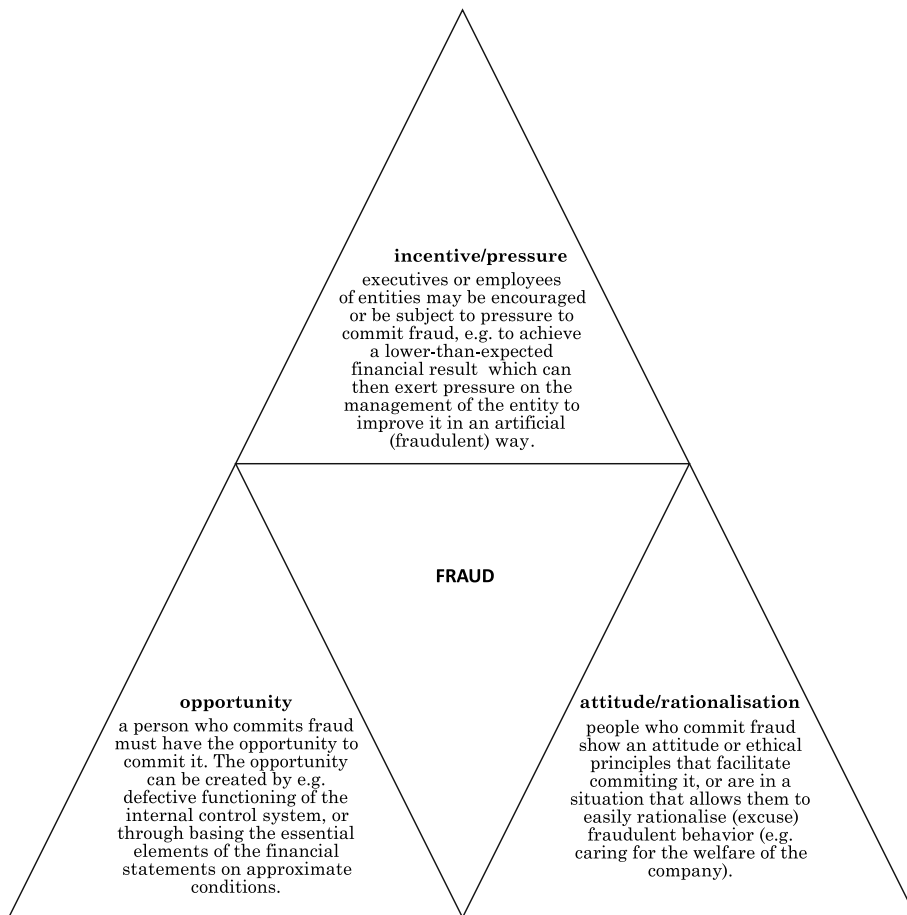 incentive/pressure
executives or employees
of entities may be encouraged
or be subject to pressure to
commit fraud, e.g. to achieve
a lower-than-expected
financial result  which can
then exert pressure on the
management of the entity to
improve it in an artificial
(fraudulent) way.
FRAUD
opportunity
a person who commits fraud
must have the opportunity to
commit it. The opportunity
can be created by e.g.
defective functioning of the
internal control system, or
through basing the essential
elements of the financial
statements on approximate
conditions.
attitude/rationalisation
people who commit fraud
show an attitude or ethical
principles that facilitate
commiting it, or are in a
situation that allows them to
easily rationalise (excuse)
fraudulent behavior (e.g.
caring for the welfare of the
company).